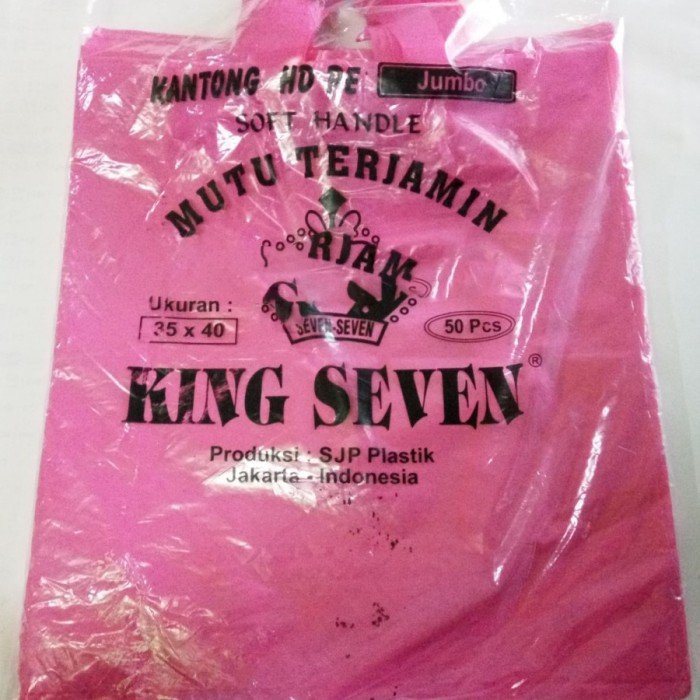 KANTONG HD PE Jumbo
SOFT HANDLE
MUTU TERJAMIN
RJAM
SEVEN-SEVEN
Ukuran :
35 x 40
50 Pcs
KING SEVEN ®
Produksi : SJP Plastik
Jakarta - Indonesia